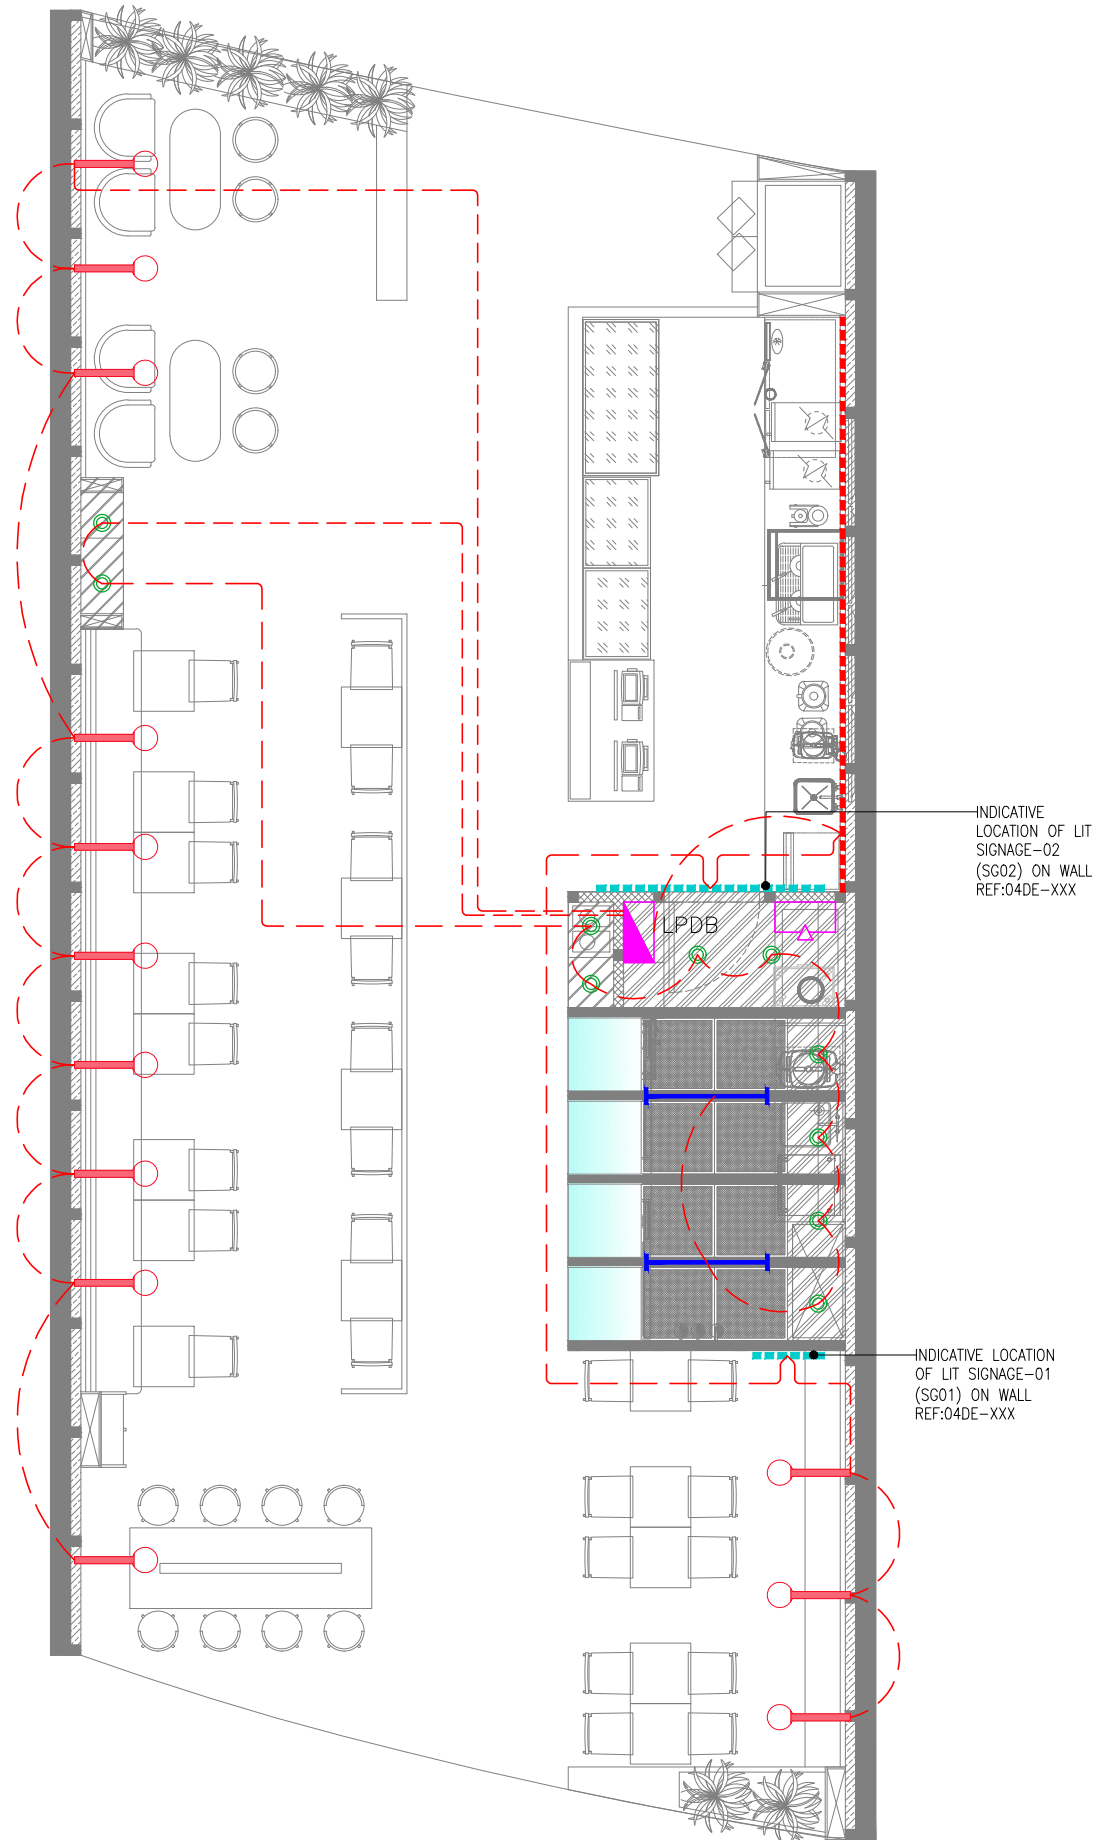 INDICATIVE
LOCATION OF LIT
SIGNAGE-02
(SG02) ON WALL
REF:04DE-XXX
LPDB
INDICATIVE LOCATION
OF LIT SIGNAGE-01
(SG01) ON WALL
REF:04DE-XXX